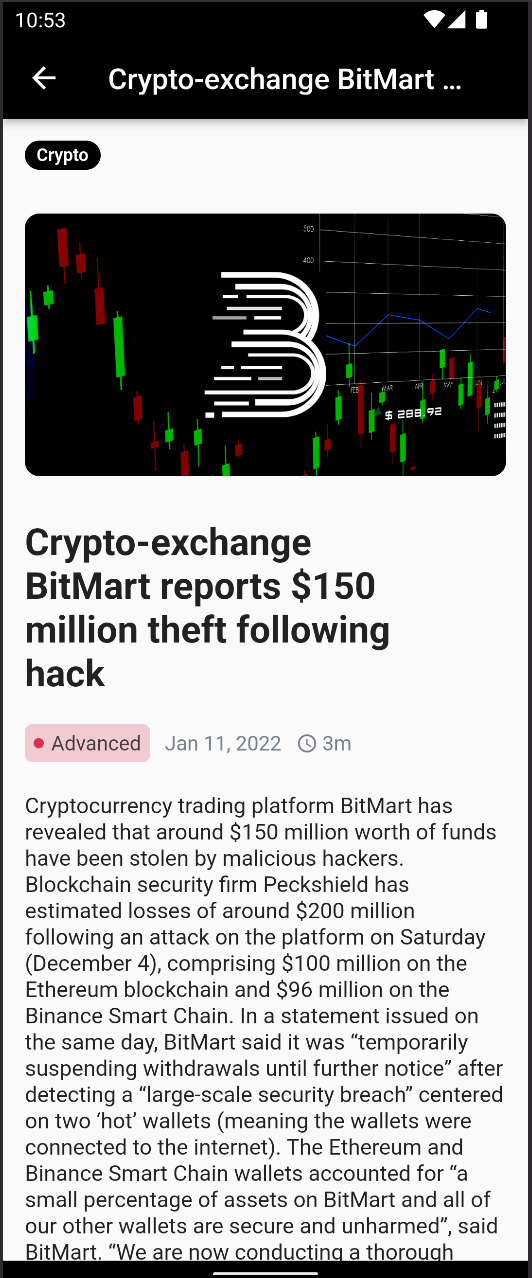 10:53
Crypto-exchange BitMart ...
Crypto
500
400
FEB
MAR
APR
MAY
JUN
$ 288.92
Crypto-exchange
BitMart reports $150
million theft following
hack
Advanced
Jan 11, 2022
3m
Cryptocurrency trading platform BitMart has
revealed that around $150 million worth of funds
have been stolen by malicious hackers.
Blockchain security firm Peckshield has
estimated losses of around $200 million
following an attack on the platform on Saturday
(December 4), comprising $100 million on the
Ethereum blockchain and $96 million on the
Binance Smart Chain. In a statement issued on
the same day, BitMart said it was “temporarily
suspending withdrawals until further notice” after
detecting a “large-scale security breach” centered
on two ‘hot’ wallets (meaning the wallets were
connected to the internet). The Ethereum and
Binance Smart Chain wallets accounted for “a
small percentage of assets on BitMart and all of
our other wallets are secure and unharmed”, said
BitMart. “We are now conducting a thorough